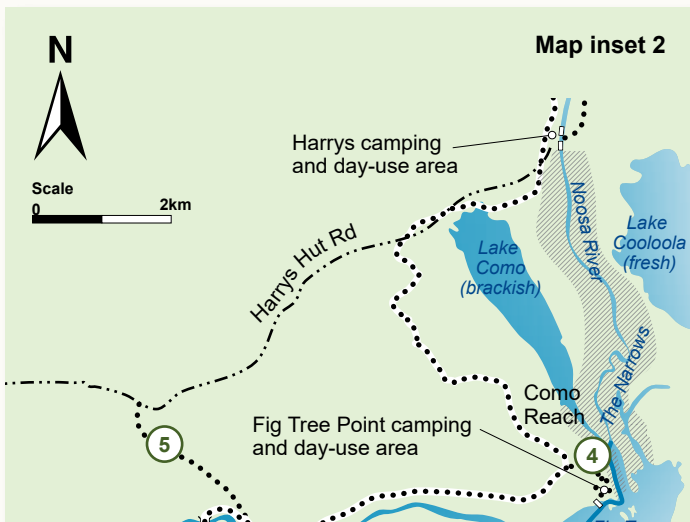 N
Map inset 2
Harrys camping
and day-use area
Scale
0
2km
Noosa River
Lake
Cooloola
(fresh)
Harrys Hut Rd
Lake
Como
(brackish)
The Narrows
Como
Reach
Fig Tree Point camping
and day-use area
5
4